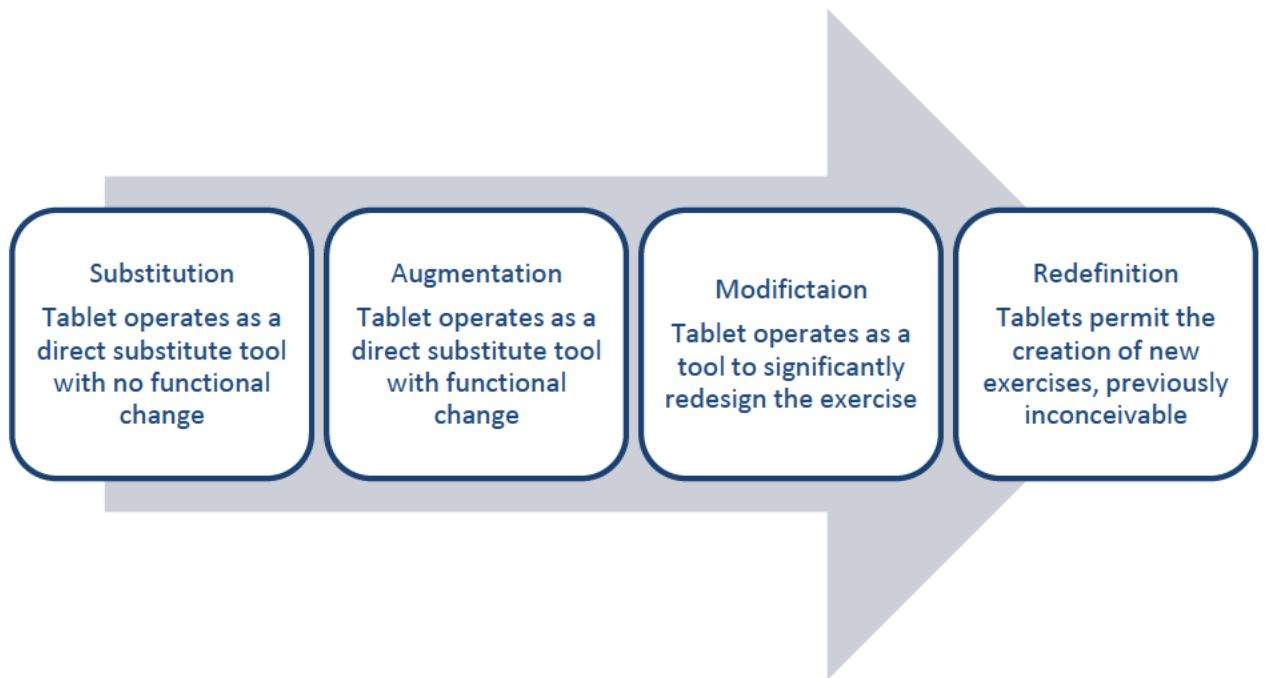 Substitution
Tablet operates as a
direct substitute tool
with no functional
change
Augmentation
Tablet operates as a
direct substitute tool
with functional
change
Modifictaion
Tablet operates as a
tool to significantly
redesign the exercise
Redefinition
Tablets permit the
creation of new
exercises, previously
inconceivable